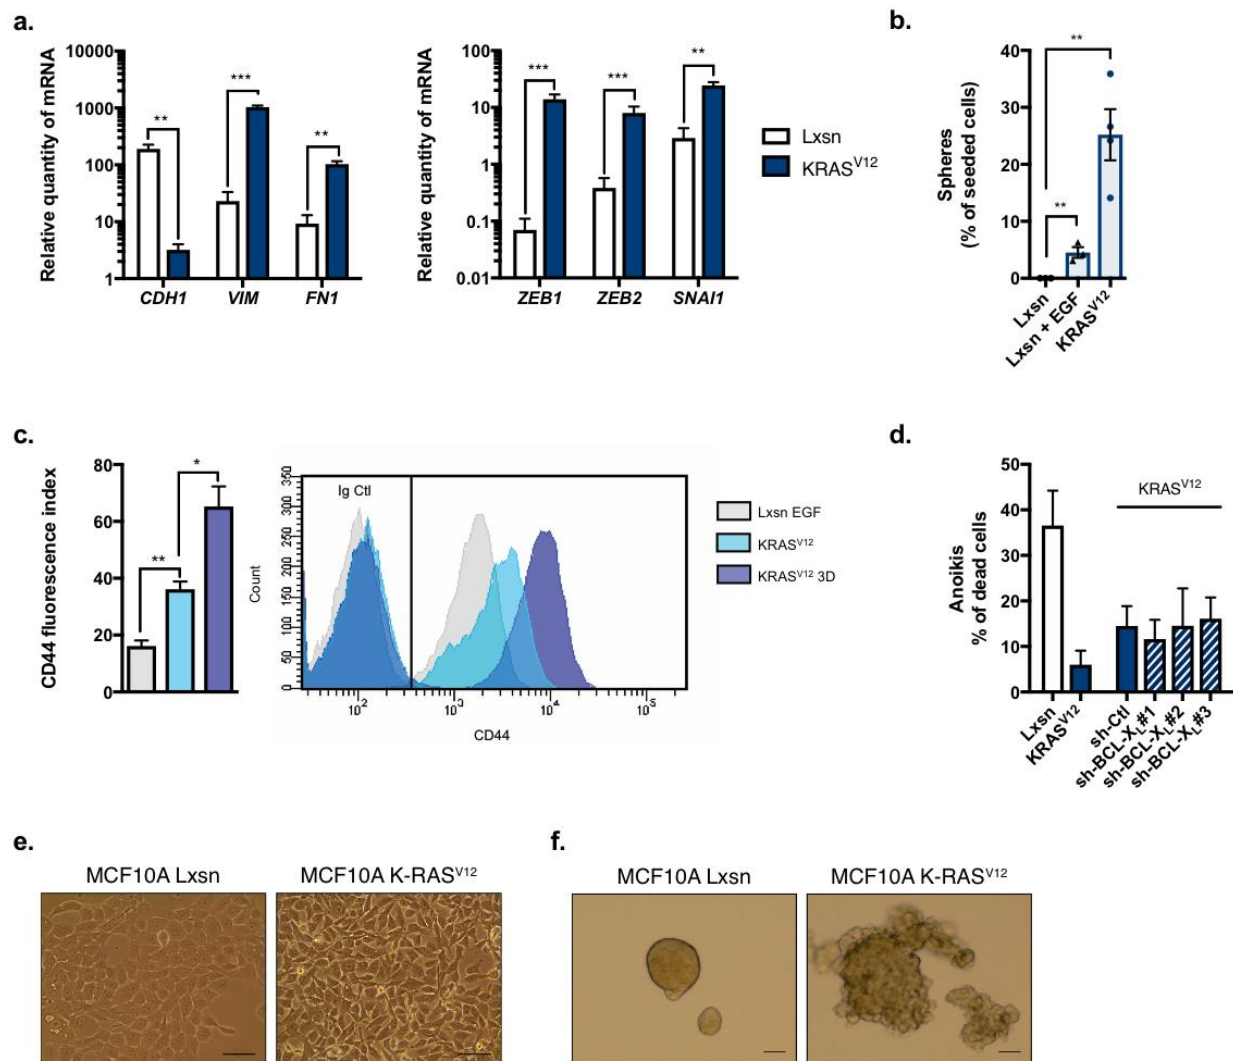 a.
Relative quantity of mRNA
10000
1000
100
10
1
**
***
**
CDH1 VIM FN1
Relative quantity of mRNA
100
10
1
0.1
0.01
***
***
**
ZEB1 ZEB2 SNAI1
Lxsn
KRASV12
b.
Spheres
(% of seeded cells)
40
30
20
10
0
**
**
Lxsn
Lxsn + EGF
KRASV12
c.
CD44 fluorescence index
80
60
40
20
0
**
*
Count
350
300
250
200
150
100
50
0
Ig Ctl
10² 10³ 10⁴ 10⁵
CD44
Lxsn EGF
KRASV12
KRASV12 3D
d.
Anoikis
% of dead cells
50
40
30
20
10
0
KRASV12
Lxsn
KRASV12
sh-Ctl
sh-BCL-XL#1
sh-BCL-XL#2
sh-BCL-XL#3
e.
MCF10A Lxsn MCF10A K-RASV12
f.
MCF10A Lxsn MCF10A K-RASV12